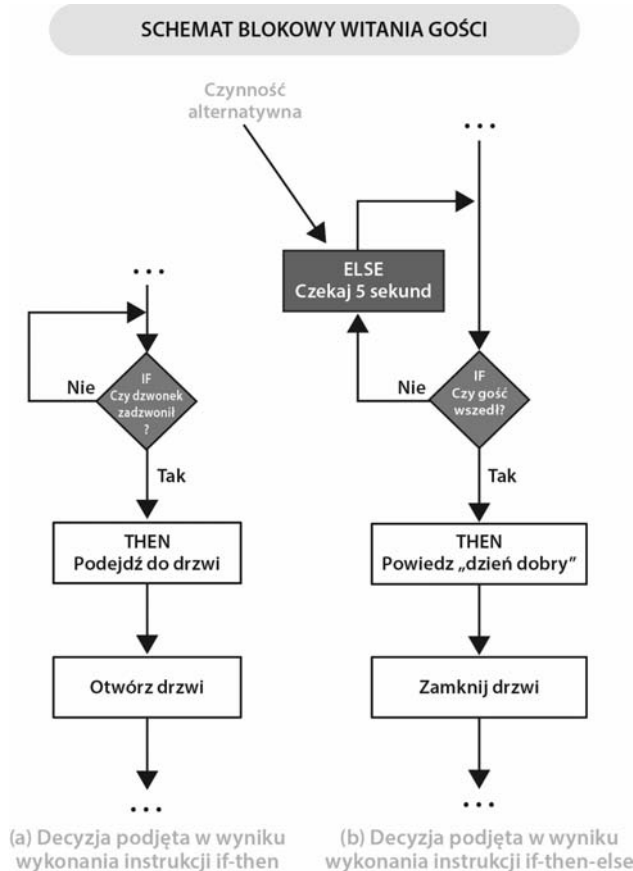 SCHEMAT BLOKOWY WITANIA GOŚCI
Czynność
alternatywna
...
ELSE
Czekaj 5 sekund
...
Nie
IF
Czy dzwonek
zadzwonił
?
Nie
IF
Czy gość
wszedł?
Tak
Tak
THEN
Podejdź do drzwi
THEN
Powiedz „dzień dobry”
Otwórz drzwi
Zamknij drzwi
...
...
(a) Decyzja podjęta w wyniku
wykonania instrukcji if-then
(b) Decyzja podjęta w wyniku
wykonania instrukcji if-then-else